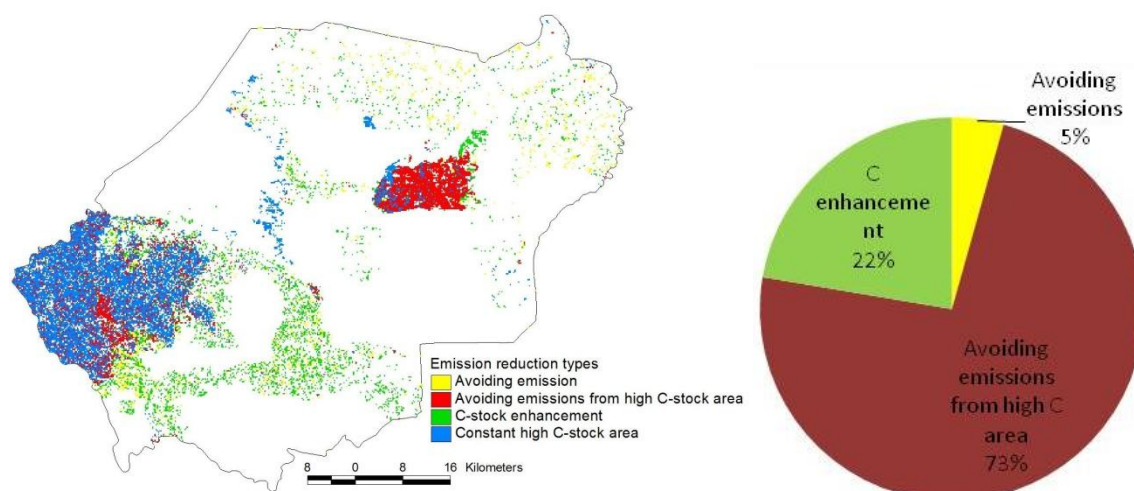 Emission reduction types
Avoiding emission
Avoiding emissions from high C-stock area
C-stock enhancement
Constant high C-stock area
8 0 8 16 Kilometers
Avoiding
emissions
5%
C
enhanceme
nt
22%
Avoiding
emissions
from high C
area
73%